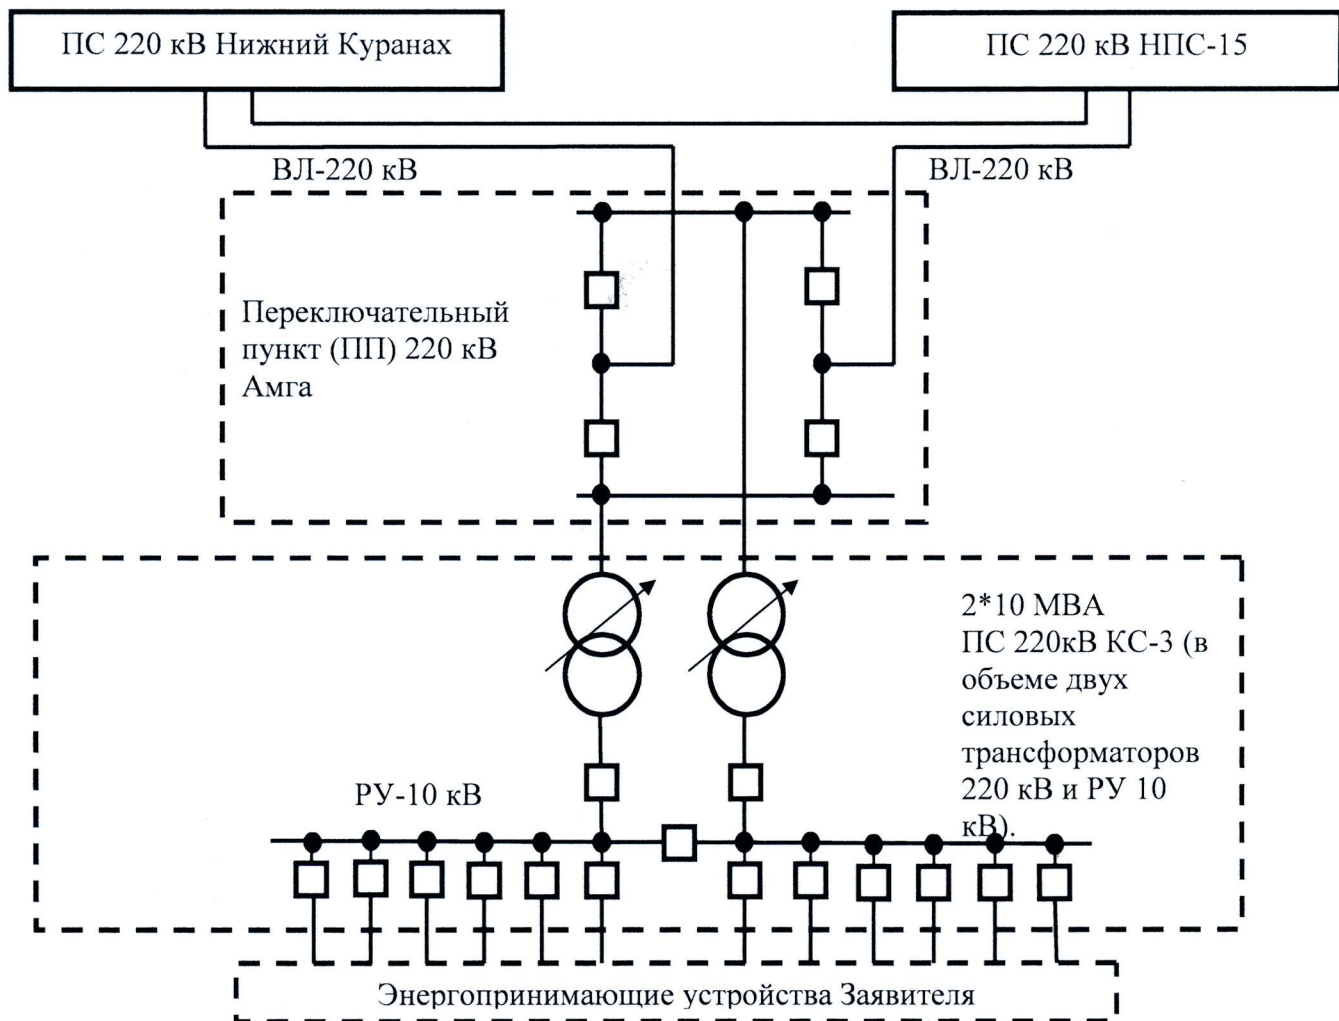 ПС 220 кВ Нижний Куранах
ПС 220 кВ НПС-15
ВЛ-220 кВ
ВЛ-220 кВ
Переключательный
пункт (ПП) 220 кВ
Амга
2*10 МВА
ПС 220кВ КС-3 (в
объеме двух
силовых
трансформаторов
220 кВ и РУ 10
кВ).
РУ-10 кВ
Энергопринимающие устройства Заявителя